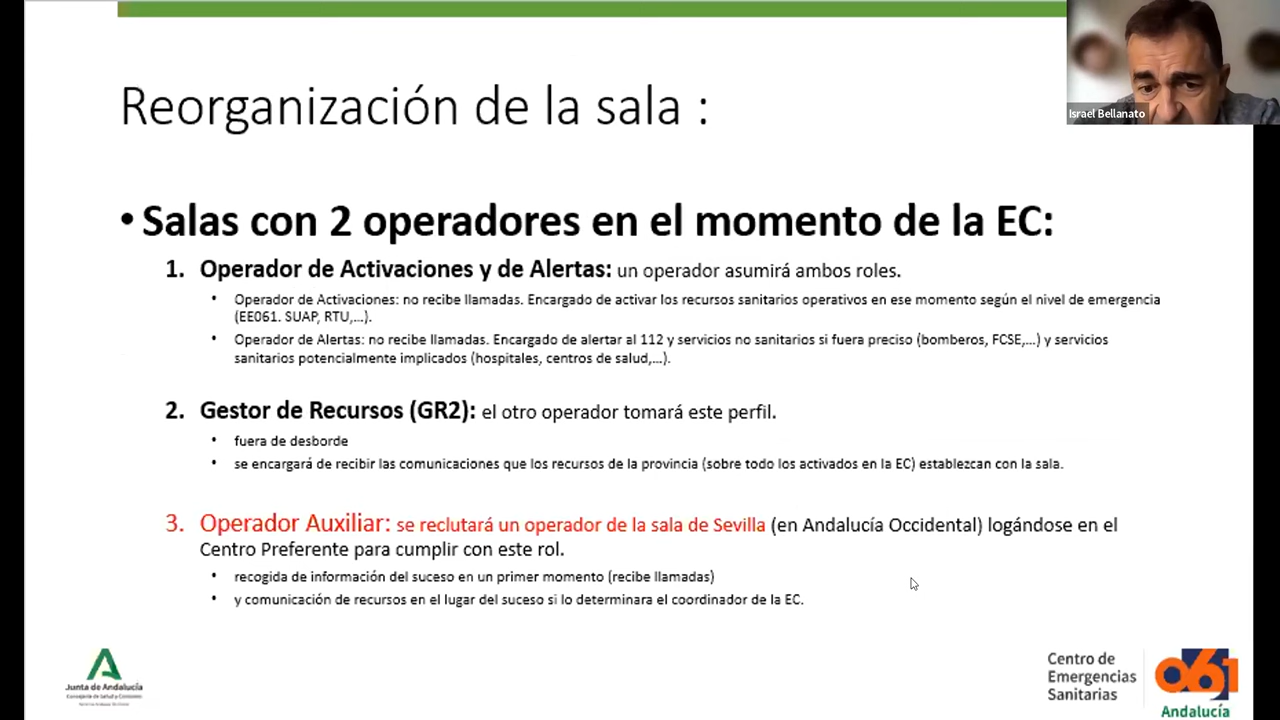 Reorganización de la sala :
Israel Bellanato
• Salas con 2 operadores en el momento de la EC:
1. Operador de Activaciones y de Alertas: un operador asumirá ambos roles.
• Operador de Activaciones: no recibe llamadas. Encargado de activar los recursos sanitarios operativos en ese momento según el nivel de emergencia
(EE061. SUAP, RTU,...).
• Operador de Alertas: no recibe llamadas. Encargado de alertar al 112 y servicios no sanitarios si fuera preciso (bomberos, FCSE,...) y servicios
sanitarios potencialmente implicados (hospitales, centros de salud,...).
2. Gestor de Recursos (GR2): el otro operador tomará este perfil.
• fuera de desborde
• se encargará de recibir las comunicaciones que los recursos de la provincia (sobre todo los activados en la EC) establezcan con la sala.
3. Operador Auxiliar: se reclutará un operador de la sala de Sevilla (en Andalucía Occidental) logándose en el
Centro Preferente para cumplir con este rol.
• recogida de información del suceso en un primer momento (recibe llamadas)
• y comunicación de recursos en el lugar del suceso si lo determinara el coordinador de la EC.
Junta de Andalucía
Consejería de Salud y Consumo
Centro de
Emergencias
Sanitarias
061
Andalucía